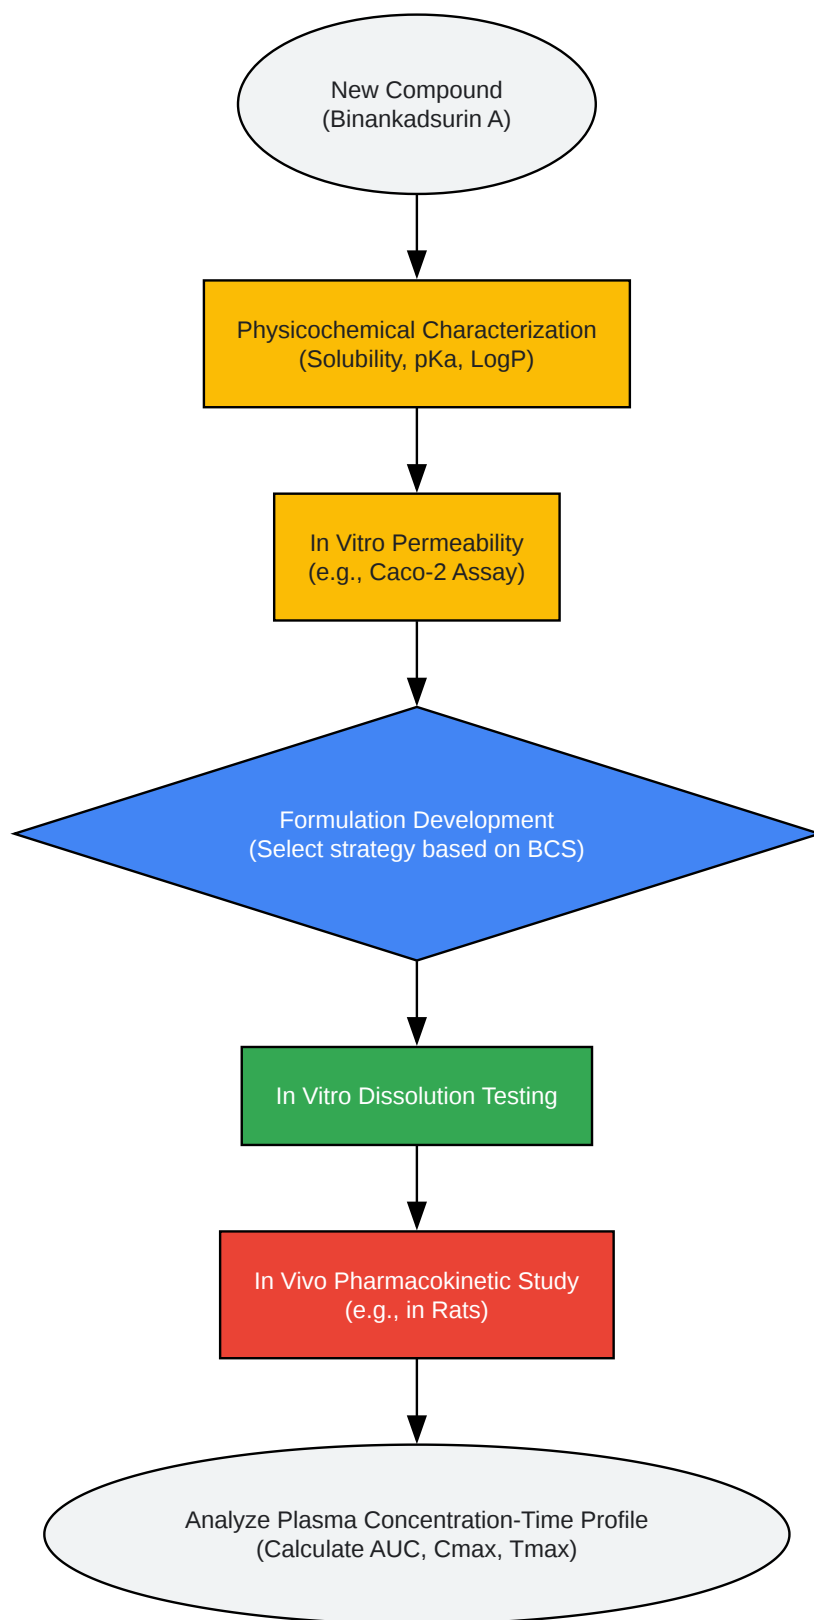 New Compound
(Binankadsurin A)
Physicochemical Characterization
(Solubility, pKa, LogP)
In Vitro Permeability
(e.g., Caco-2 Assay)
Formulation Development
(Select strategy based on BCS)
In Vitro Dissolution Testing
In Vivo Pharmacokinetic Study
(e.g., in Rats)
Analyze Plasma Concentration-Time Profile
(Calculate AUC, Cmax, Tmax)